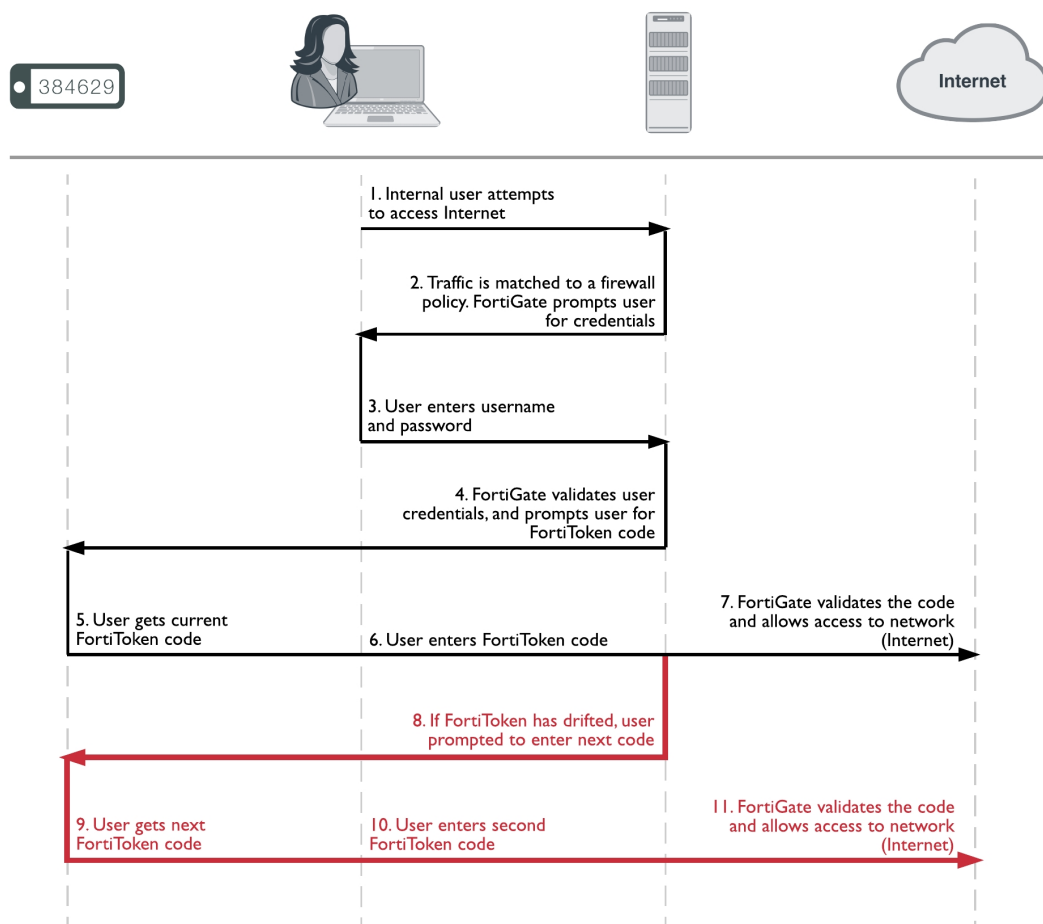 384629
Internet
1. Internal user attempts
to access Internet
2. Traffic is matched to a firewall
policy. FortiGate prompts user
for credentials
3. User enters username
and password
4. FortiGate validates user
credentials, and prompts user for
FortiToken code
5. User gets current
FortiToken code
6. User enters FortiToken code
7. FortiGate validates the code
and allows access to network
(Internet)
8. If FortiToken has drifted, user
prompted to enter next code
9. User gets next
FortiToken code
10. User enters second
FortiToken code
11. FortiGate validates the code
and allows access to network
(Internet)